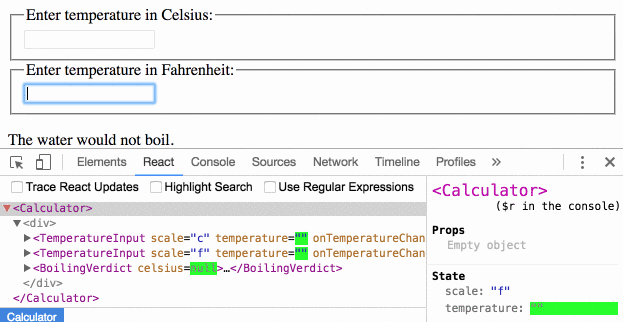 Enter temperature in Celsius:
Enter temperature in Fahrenheit:
The water would not boil.
Elements React Console Sources Network Timeline Profiles »
Trace React Updates Highlight Search Use Regular Expressions
<Calculator>
<div>
<TemperatureInput scale="c" temperature="" onTemperatureChan
<TemperatureInput scale="f" temperature="" onTemperatureChan
<BoilingVerdict celsius=null>…</BoilingVerdict>
</div>
</Calculator>
Calculator
<Calculator>
($r in the console)
Props
Empty object
State
scale: "f"
temperature: ""